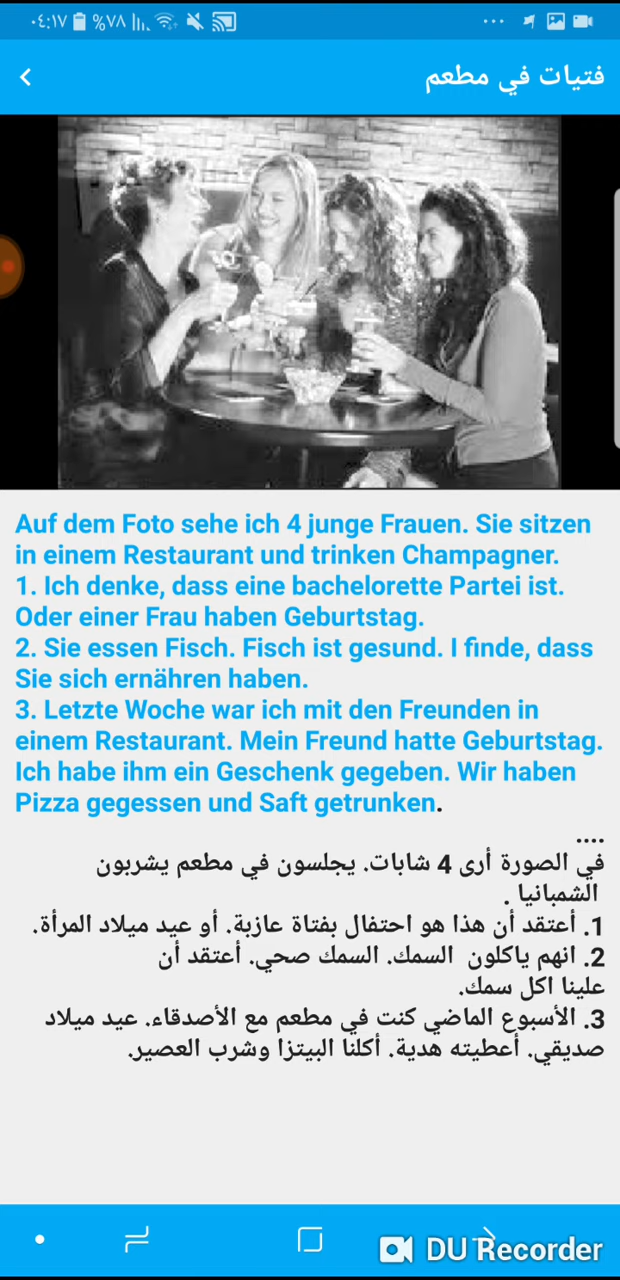 ٠٤:١٧ %٧٨
فتيات في مطعم
Auf dem Foto sehe ich 4 junge Frauen. Sie sitzen
in einem Restaurant und trinken Champagner.
1. Ich denke, dass eine bachelorette Partei ist.
Oder einer Frau haben Geburtstag.
2. Sie essen Fisch. Fisch ist gesund. I finde, dass
Sie sich ernähren haben.
3. Letzte Woche war ich mit den Freunden in
einem Restaurant. Mein Freund hatte Geburtstag.
Ich habe ihm ein Geschenk gegeben. Wir haben
Pizza gegessen und Saft getrunken.
....
في الصورة أرى 4 شابات. يجلسون في مطعم يشربون
الشمبانيا .
1. أعتقد أن هذا هو احتفال بفتاة عازبة. أو عيد ميلاد المرأة.
2. انهم ياكلون السمك. السمك صحي. أعتقد أن
علينا اكل سمك.
3. الأسبوع الماضي كنت في مطعم مع الأصدقاء. عيد ميلاد
صديقي. أعطيته هدية. أكلنا البيتزا وشرب العصير.
DU Recorder